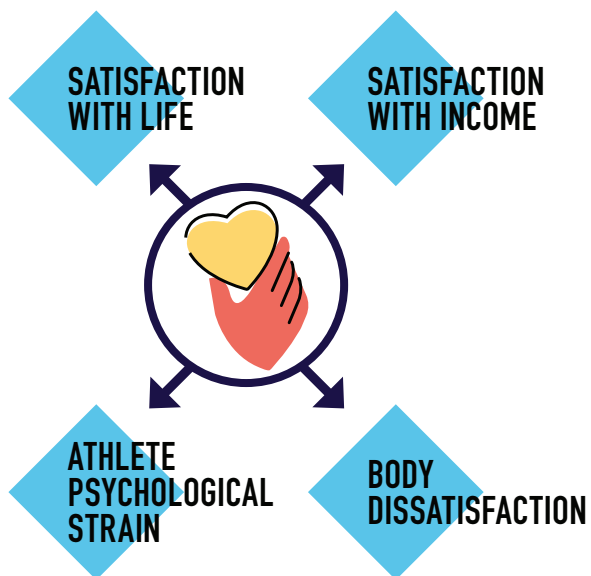 SATISFACTION
WITH LIFE
SATISFACTION
WITH INCOME
ATHLETE
PSYCHOLOGICAL
STRAIN
BODY
DISSATISFACTION